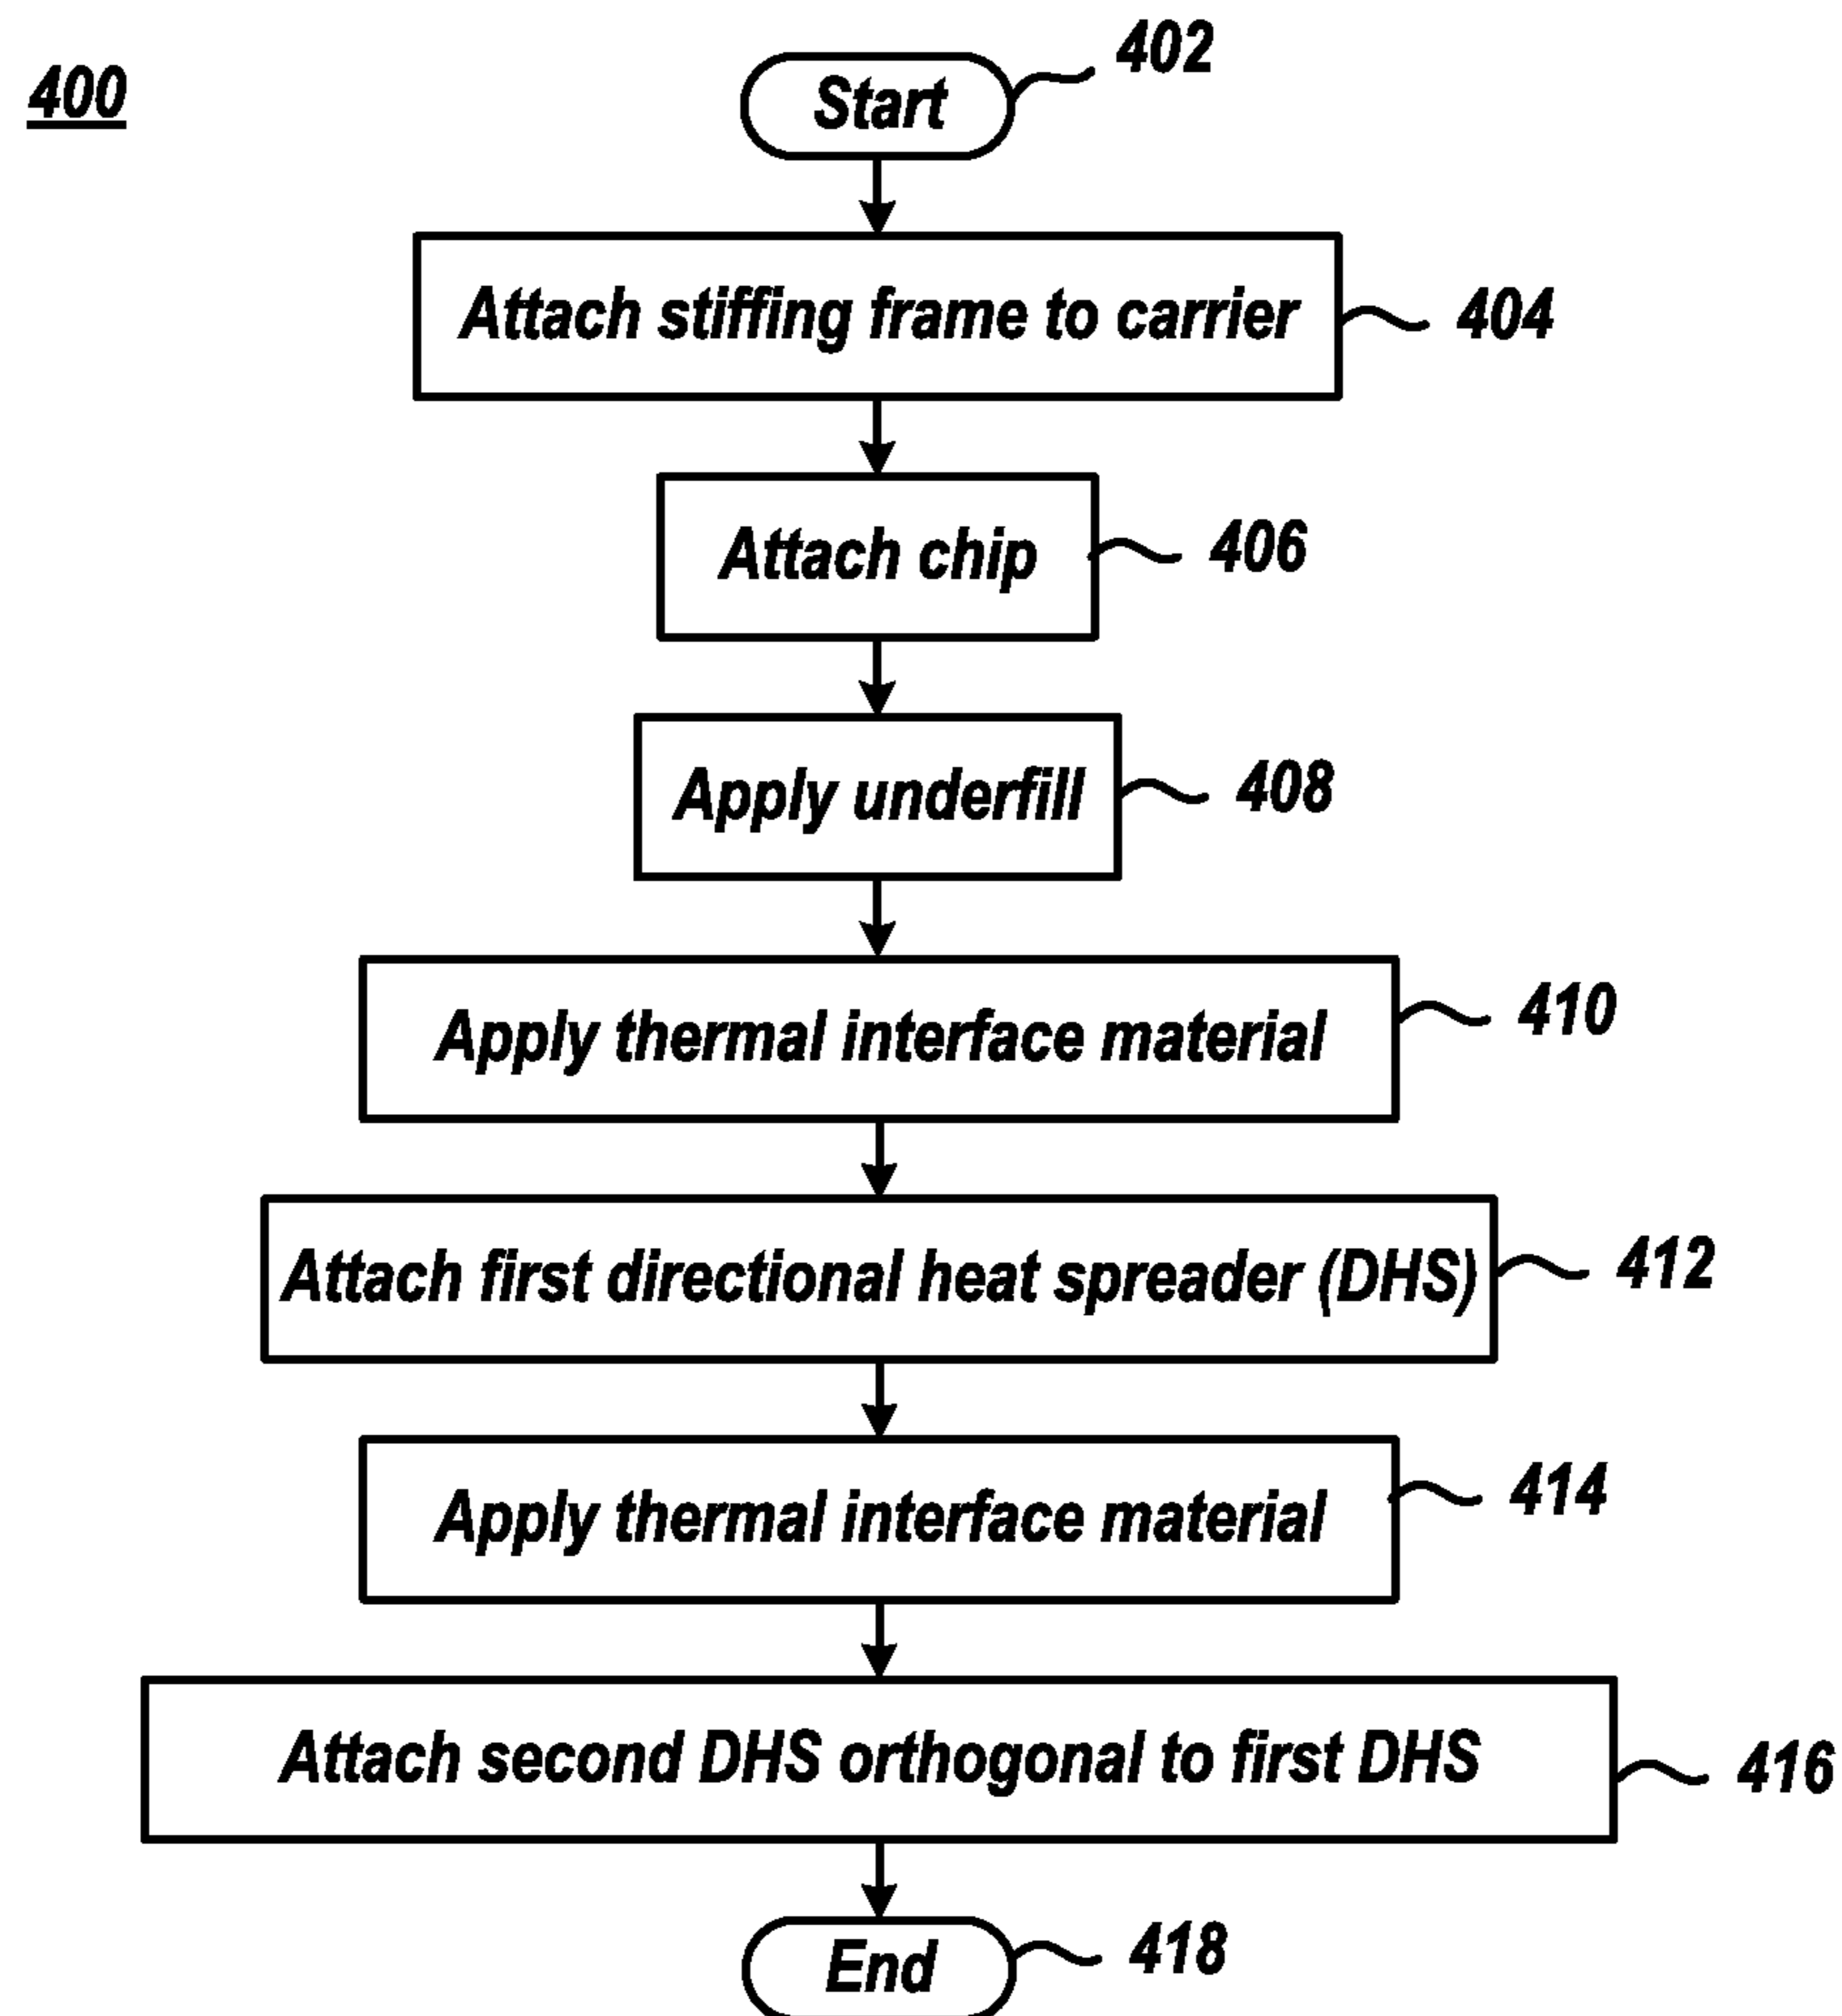 400
Start
402
Attach stiffing frame to carrier
404
Attach chip
406
Apply underfill
408
Apply thermal interface material
410
Attach first directional heat spreader (DHS)
412
Apply thermal interface material
414
Attach second DHS orthogonal to first DHS
416
End
418